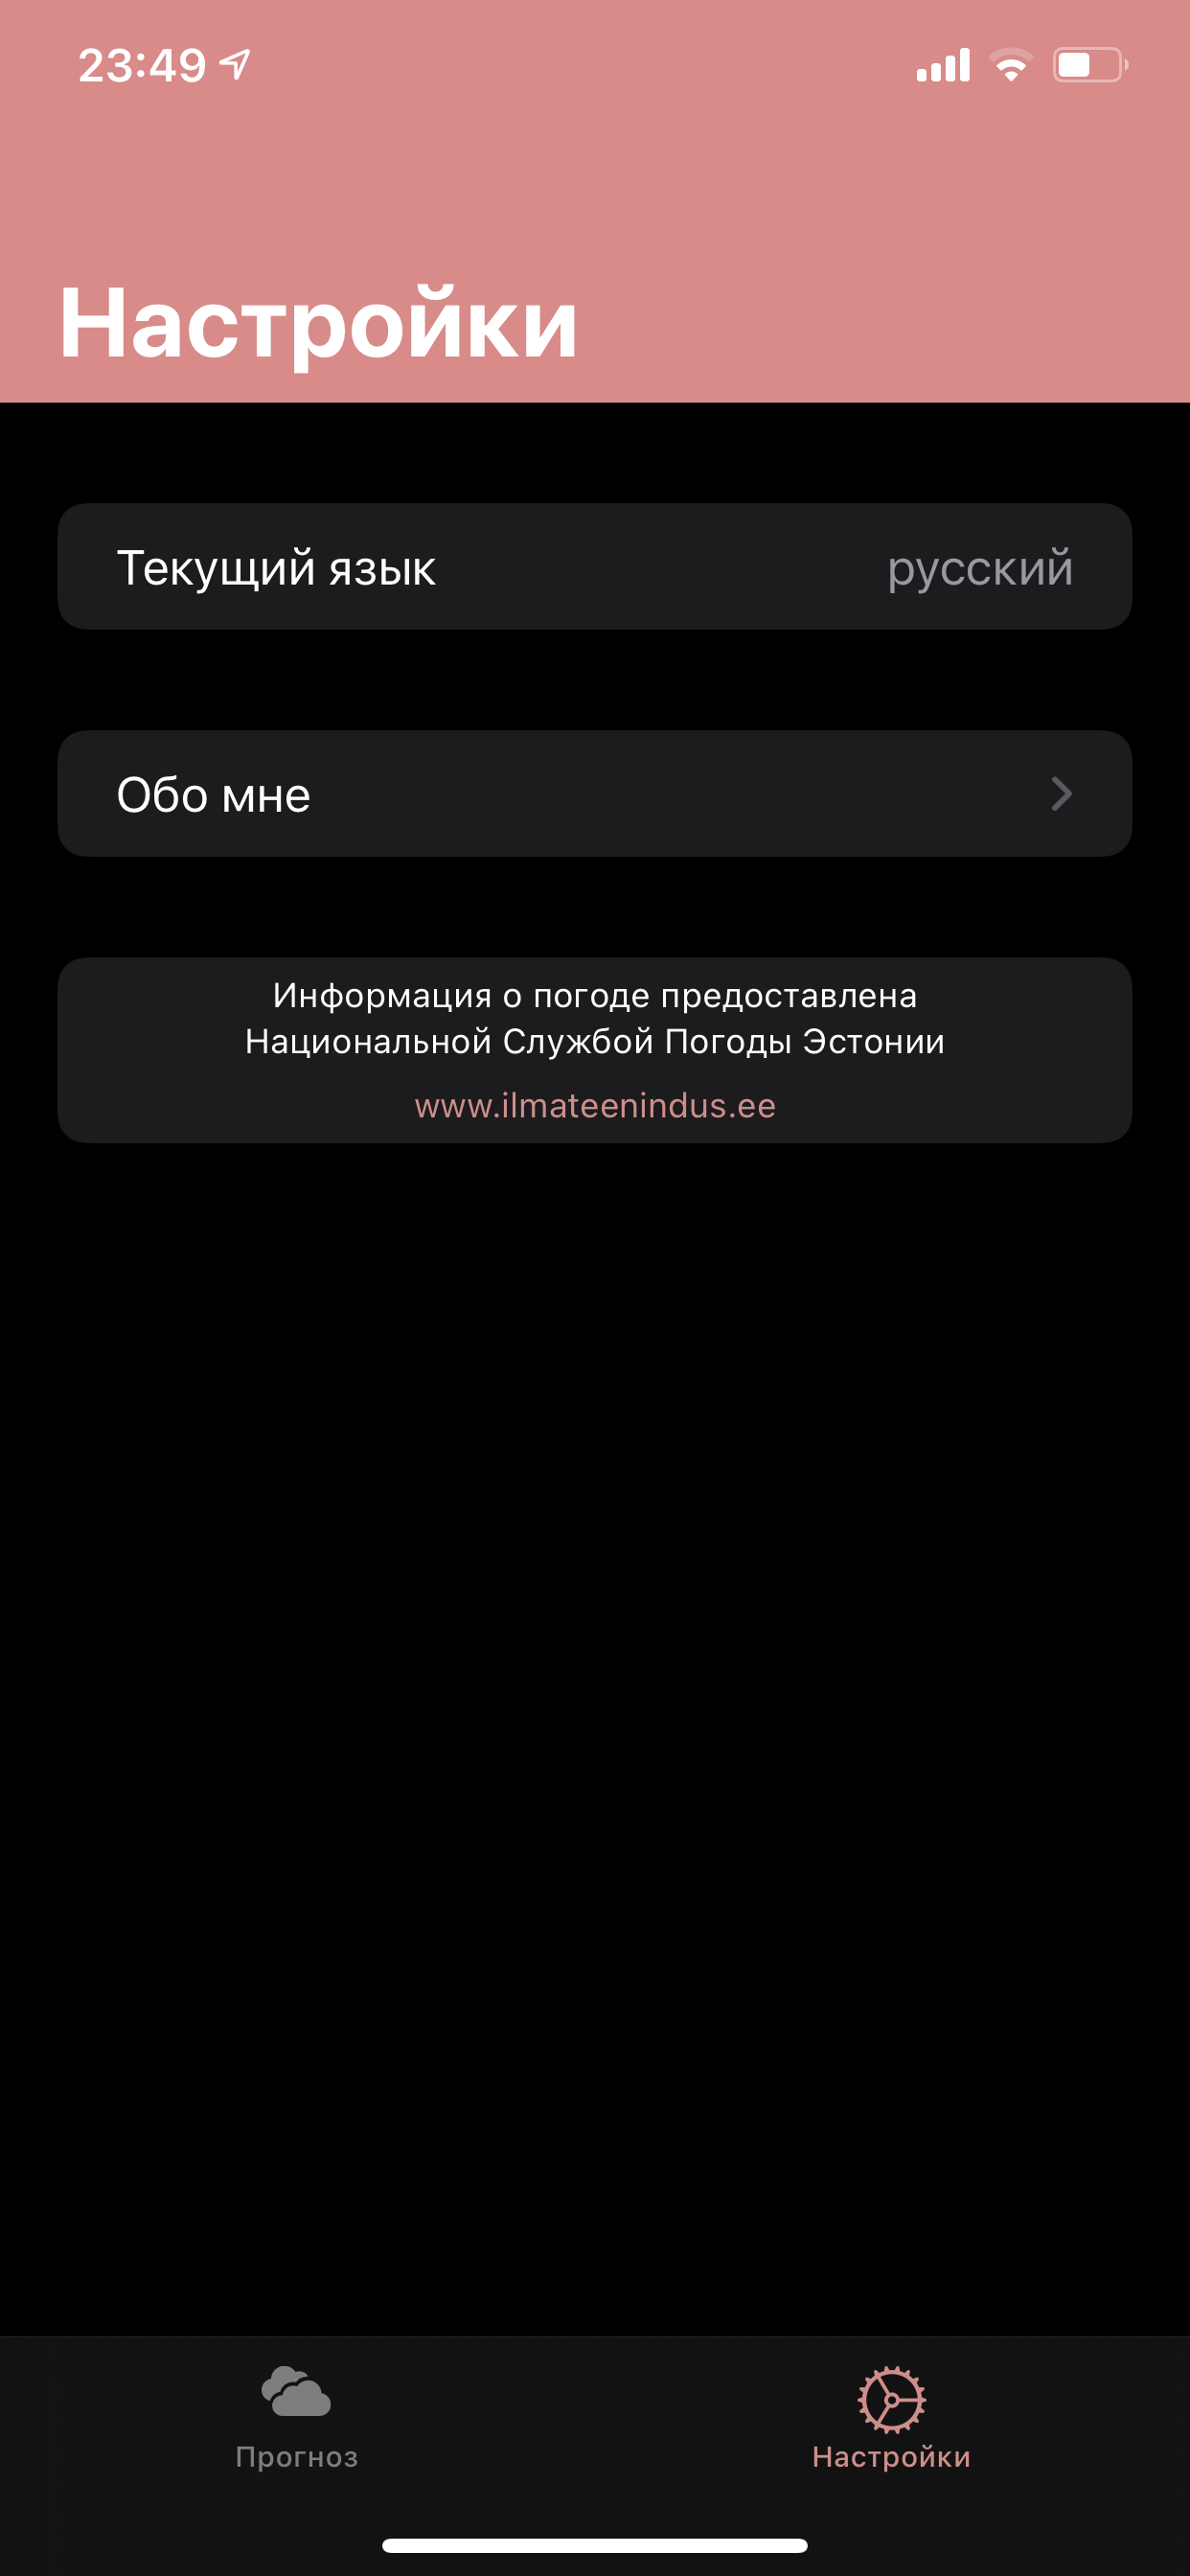 23:49
Настройки
Текущий язык русский
Обо мне
Информация о погоде предоставлена
Национальной Службой Погоды Эстонии
www.ilmateenindus.ee
Прогноз Настройки